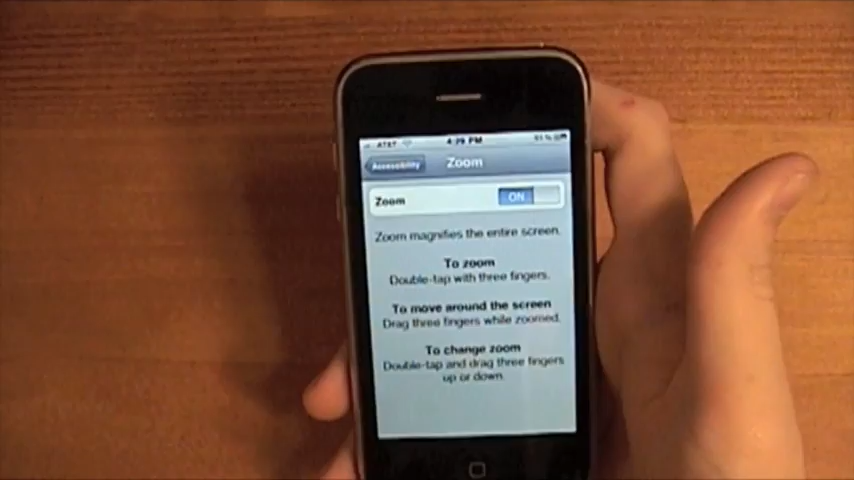 AT&T 4:29 PM
Accessibility Zoom
Zoom ON
Zoom magnifies the entire screen.
To zoom
Double-tap with three fingers.
To move around the screen
Drag three fingers while zoomed.
To change zoom
Double-tap and drag three fingers
up or down.